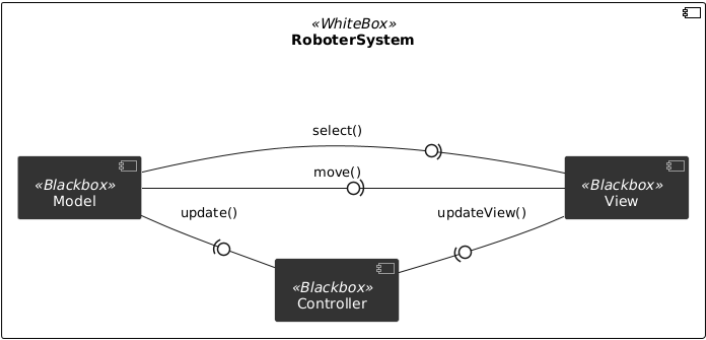 «WhiteBox»
RoboterSystem
select()
«Blackbox»
Model
move()
«Blackbox»
View
update()
updateView()
«Blackbox»
Controller